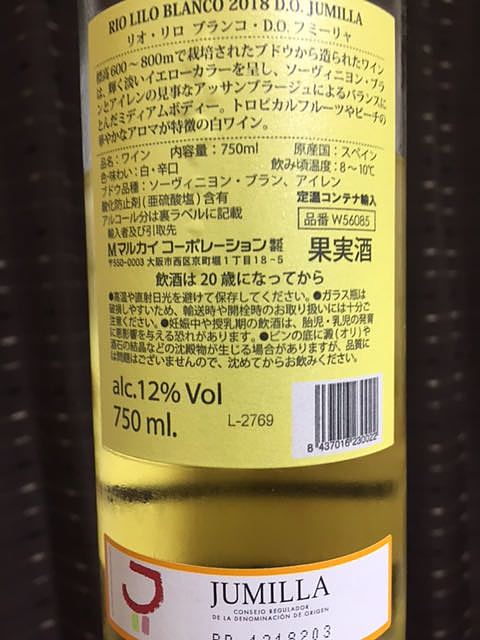 RIO LILO BLANCO 2018 D.O. JUMILLA
リオ・リロ ブランコ・D.O. フミーリャ
標高600~800mで栽培されたブドウから造られたワイン
は、輝く淡いイエローカラーを呈し、ソーヴィニヨン・ブラ
ンとアイレンの見事なアッサンブラージュによるバランスに
とんだミディアムボディー。トロピカルフルーツやピーチの
華やかなアロマが特徴の白ワイン。
品名:ワイン 内容量:750ml 原産国:スペイン
色・味わい:白・辛口 飲み頃温度:8~10℃
ブドウ品種:ソーヴィニヨン・ブラン、アイレン
酸化防止剤(亜硫酸塩)含有 定温コンテナ輸入
アルコール分は裏ラベルに記載 品番 W56085
輸入者及び引取先
Mマルカイ コーポレーション株式会社 果実酒
〒550-0003 大阪市西区京町堀1丁目18-5
飲酒は20歳になってから
●高温や直射日光を避けて保存してください。●ガラス瓶は
破損しやすいため、輸送時や開栓時のお取り扱いには十分ご
注意ください。●妊娠中や授乳期の飲酒は、胎児・乳児の発育
に悪影響を与える恐れがあります。●ビンの底に澱(オリ)や
酒石の結晶などの沈殿物が生じる場合がありますが、品質に
は問題はございませんので、沈めてからお飲みください。
alc.12% Vol
750 ml.
L-2769
8 437016 230022
JUMILLA
CONSEJO REGULADOR
DE LA DENOMINACIÓN DE ORIGEN